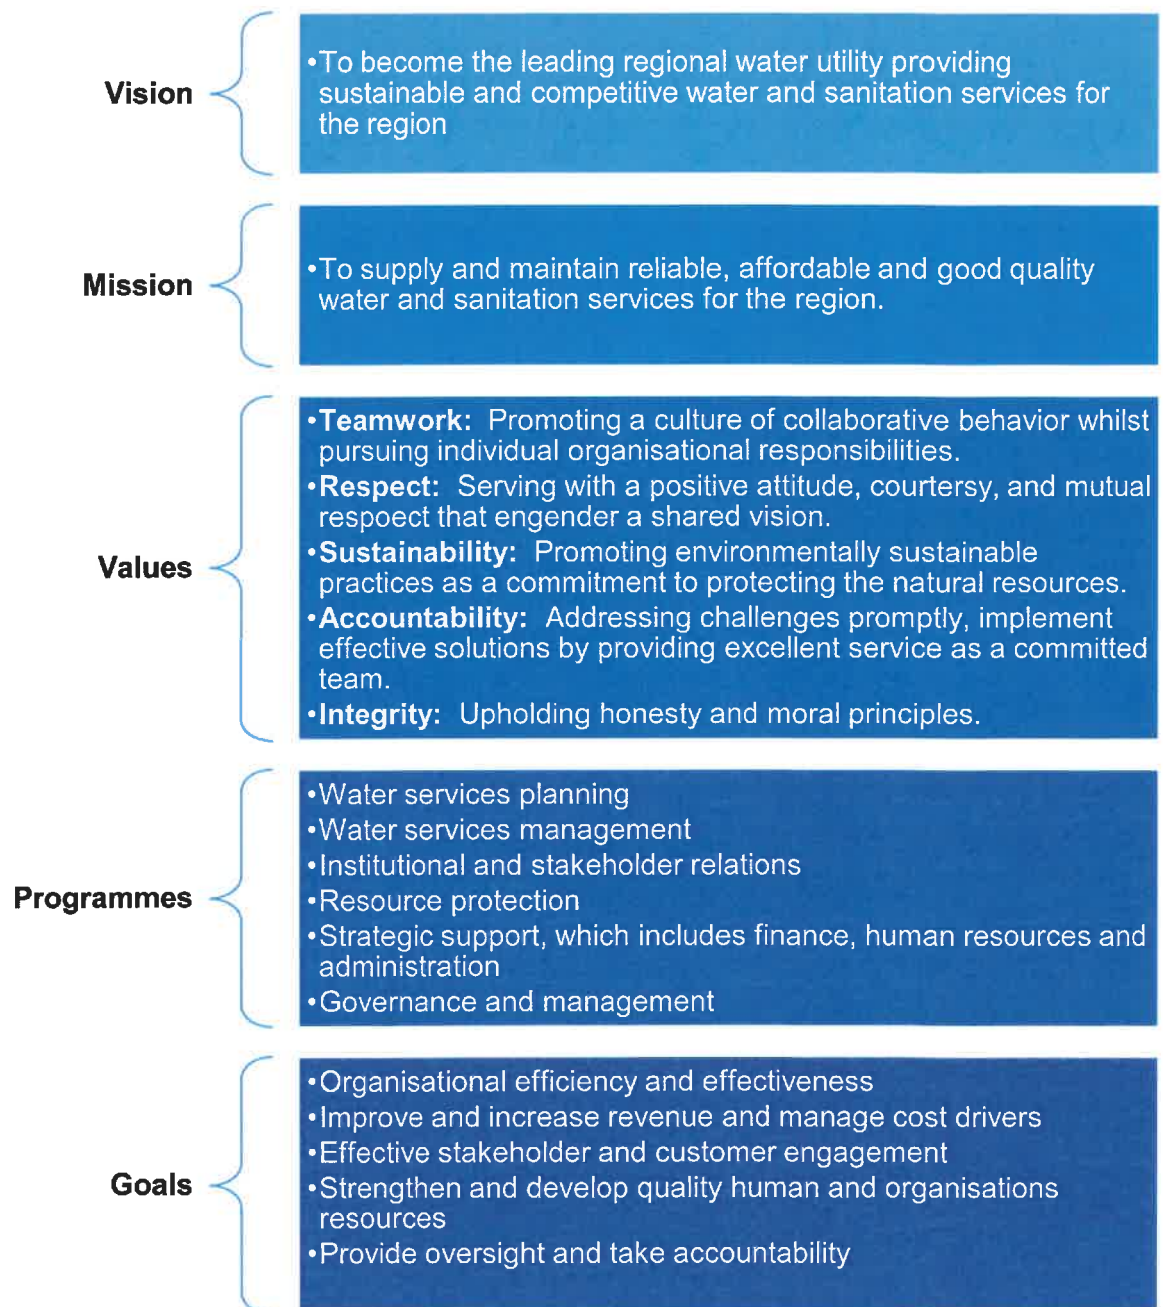 Vision
•To become the leading regional water utility providing
sustainable and competitive water and sanitation services for
the region
Mission
•To supply and maintain reliable, affordable and good quality
water and sanitation services for the region.
Values
•Teamwork: Promoting a culture of collaborative behavior whilst
pursuing individual organisational responsibilities.
•Respect: Serving with a positive attitude, courtersy, and mutual
respoect that engender a shared vision.
•Sustainability: Promoting environmentally sustainable
practices as a commitment to protecting the natural resources.
•Accountability: Addressing challenges promptly, implement
effective solutions by providing excellent service as a committed
team.
•Integrity: Upholding honesty and moral principles.
Programmes
•Water services planning
•Water services management
•Institutional and stakeholder relations
•Resource protection
•Strategic support, which includes finance, human resources and
administration
•Governance and management
Goals
•Organisational efficiency and effectiveness
•Improve and increase revenue and manage cost drivers
•Effective stakeholder and customer engagement
•Strengthen and develop quality human and organisations
resources
•Provide oversight and take accountability